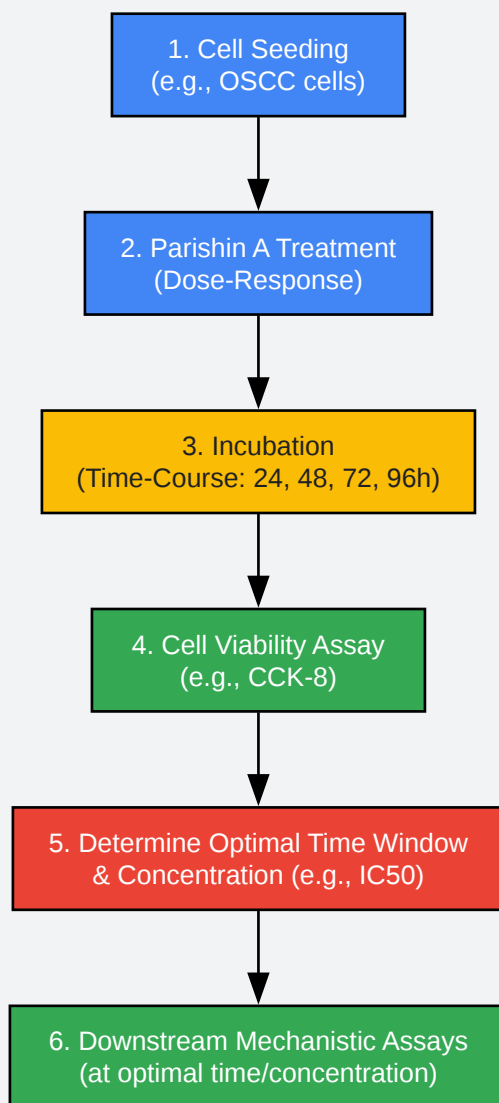 1. Cell Seeding
(e.g., OSCC cells)
2. Parishin A Treatment
(Dose-Response)
3. Incubation
(Time-Course: 24, 48, 72, 96h)
4. Cell Viability Assay
(e.g., CCK-8)
5. Determine Optimal Time Window
& Concentration (e.g., IC50)
6. Downstream Mechanistic Assays
(at optimal time/concentration)